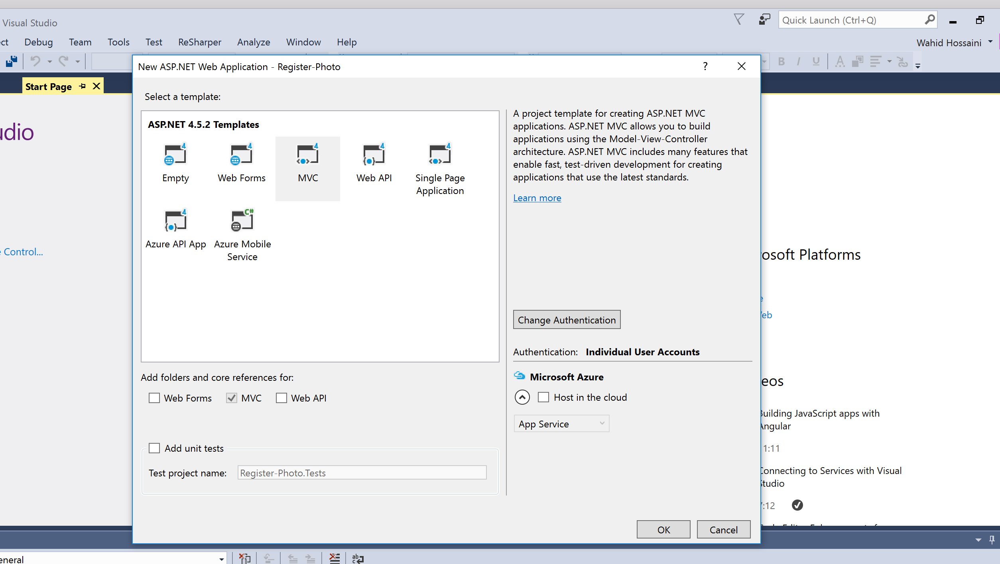 Visual Studio
Quick Launch (Ctrl+Q)
Debug Team Tools Test ReSharper Analyze Window Help
Wahid Hossaini
New ASP.NET Web Application - Register-Photo
?
B I U A
Start Page
Select a template:
ASP.NET 4.5.2 Templates
4 4 4 4 4
Empty Web Forms MVC Web API Single Page
Application
4 C#
Azure API App Azure Mobile
Service
A project template for creating ASP.NET MVC
applications. ASP.NET MVC allows you to build
applications using the Model-View-Controller
architecture. ASP.NET MVC includes many features that
enable fast, test-driven development for creating
applications that use the latest standards.
Learn more
Change Authentication
Authentication: Individual User Accounts
Microsoft Azure
Host in the cloud
App Service
Add folders and core references for:
Web Forms MVC Web API
Add unit tests
Test project name: Register-Photo.Tests
OK Cancel
udio
Control...
osoft Platforms
eb
eos
Building JavaScript apps with
Angular
1:11
Connecting to Services with Visual
Studio
7:12
eneral